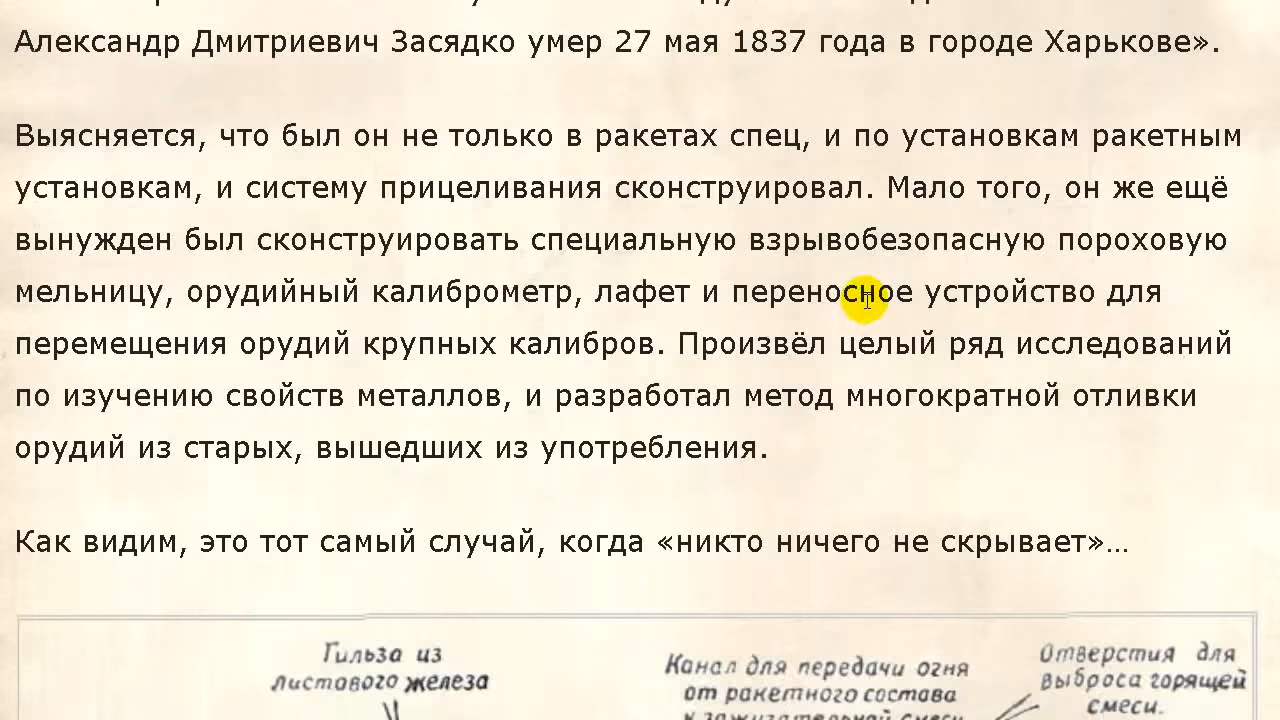 Александр Дмитриевич Засядко умер 27 мая 1837 года в городе Харькове».
Выясняется, что был он не только в ракетах спец, и по установкам ракетным
установкам, и систему прицеливания сконструировал. Мало того, он же ещё
вынужден был сконструировать специальную взрывобезопасную пороховую
мельницу, орудийный калиброметр, лафет и переносное устройство для
перемещения орудий крупных калибров. Произвёл целый ряд исследований
по изучению свойств металлов, и разработал метод многократной отливки
орудий из старых, вышедших из употребления.
Как видим, это тот самый случай, когда «никто ничего не скрывает»…
Гильза из
листового железа
Канал для передачи огня
от ракетного состава
к зажигательной смеси
Отверстия для
выброса горящей
смеси.